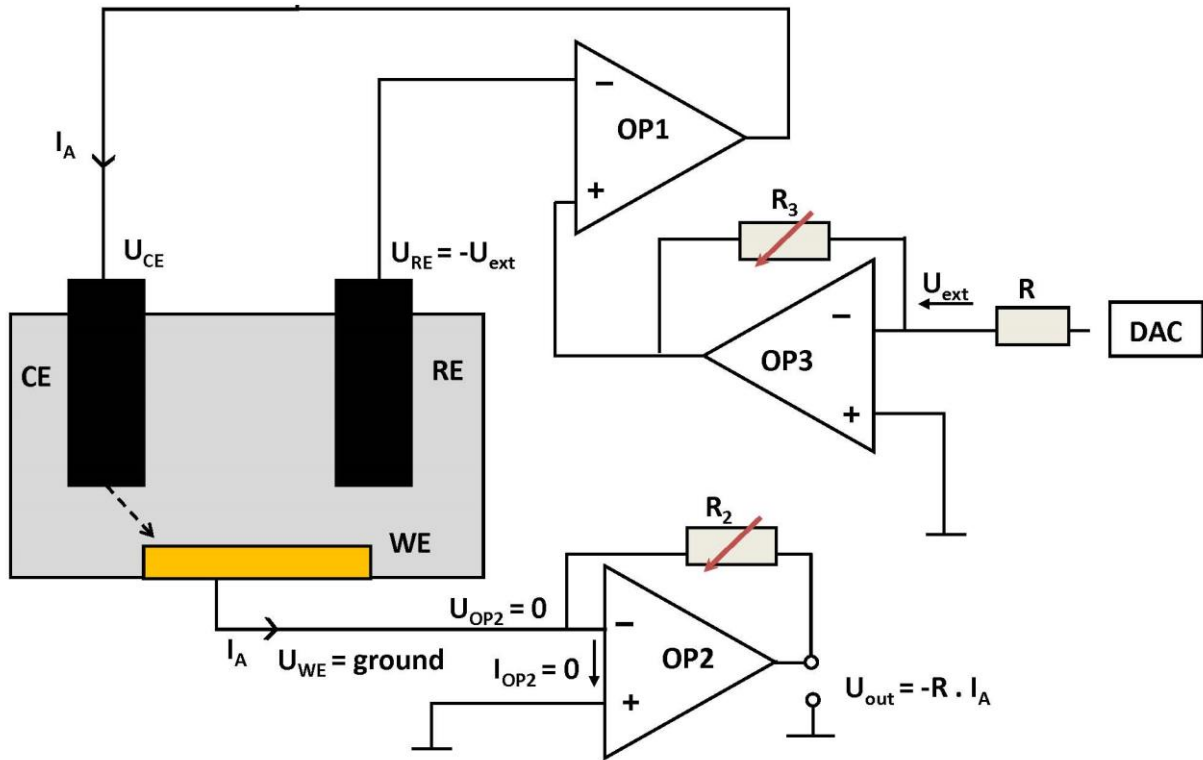 OP1
−
+
I_A
U_CE
U_RE = -U_ext
R_3
U_ext
R
DAC
CE
RE
OP3
−
+
WE
R_2
U_OP2 = 0
I_A
U_WE = ground
I_OP2 = 0
−
+
OP2
U_out = -R . I_A